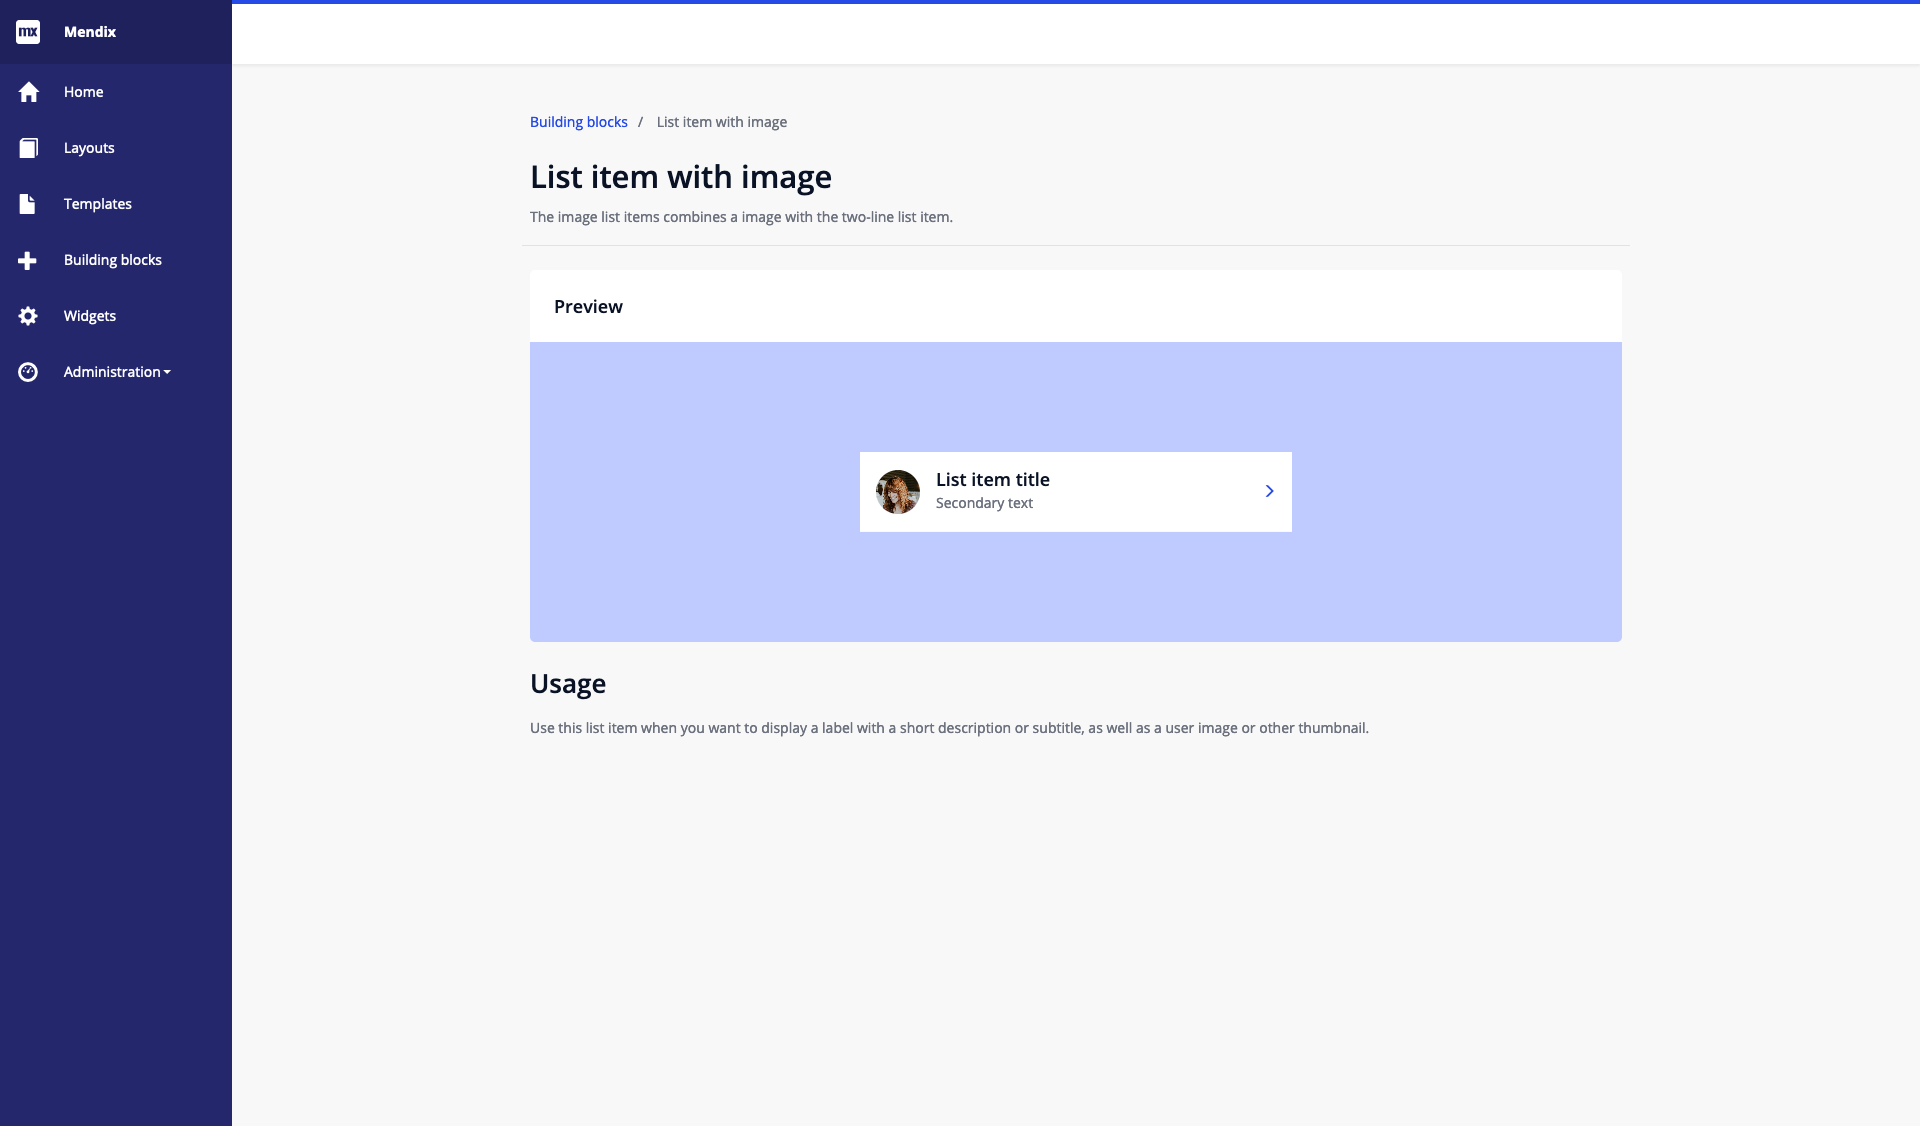 mx Mendix
Home
Layouts
Templates
Building blocks
Widgets
Administration
Building blocks / List item with image
List item with image
The image list items combines a image with the two-line list item.
Preview
List item title
Secondary text
Usage
Use this list item when you want to display a label with a short description or subtitle, as well as a user image or other thumbnail.